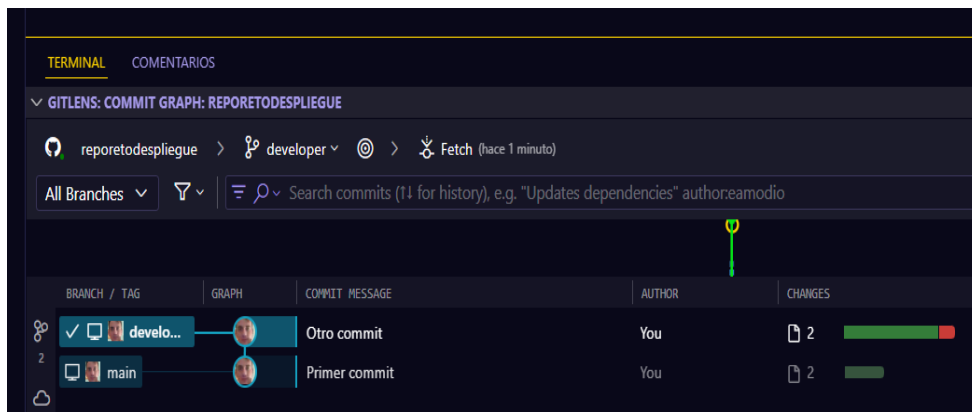 TERMINAL COMENTARIOS
GITLENS: COMMIT GRAPH: REPORETODESPLIEGUE
reporetodespliegue developer Fetch (hace 1 minuto)
All Branches Search commits (↑↓ for history), e.g. "Updates dependencies" author:eamodio
BRANCH / TAG GRAPH COMMIT MESSAGE AUTHOR CHANGES
develo... Otro commit You 2
2
main Primer commit You 2